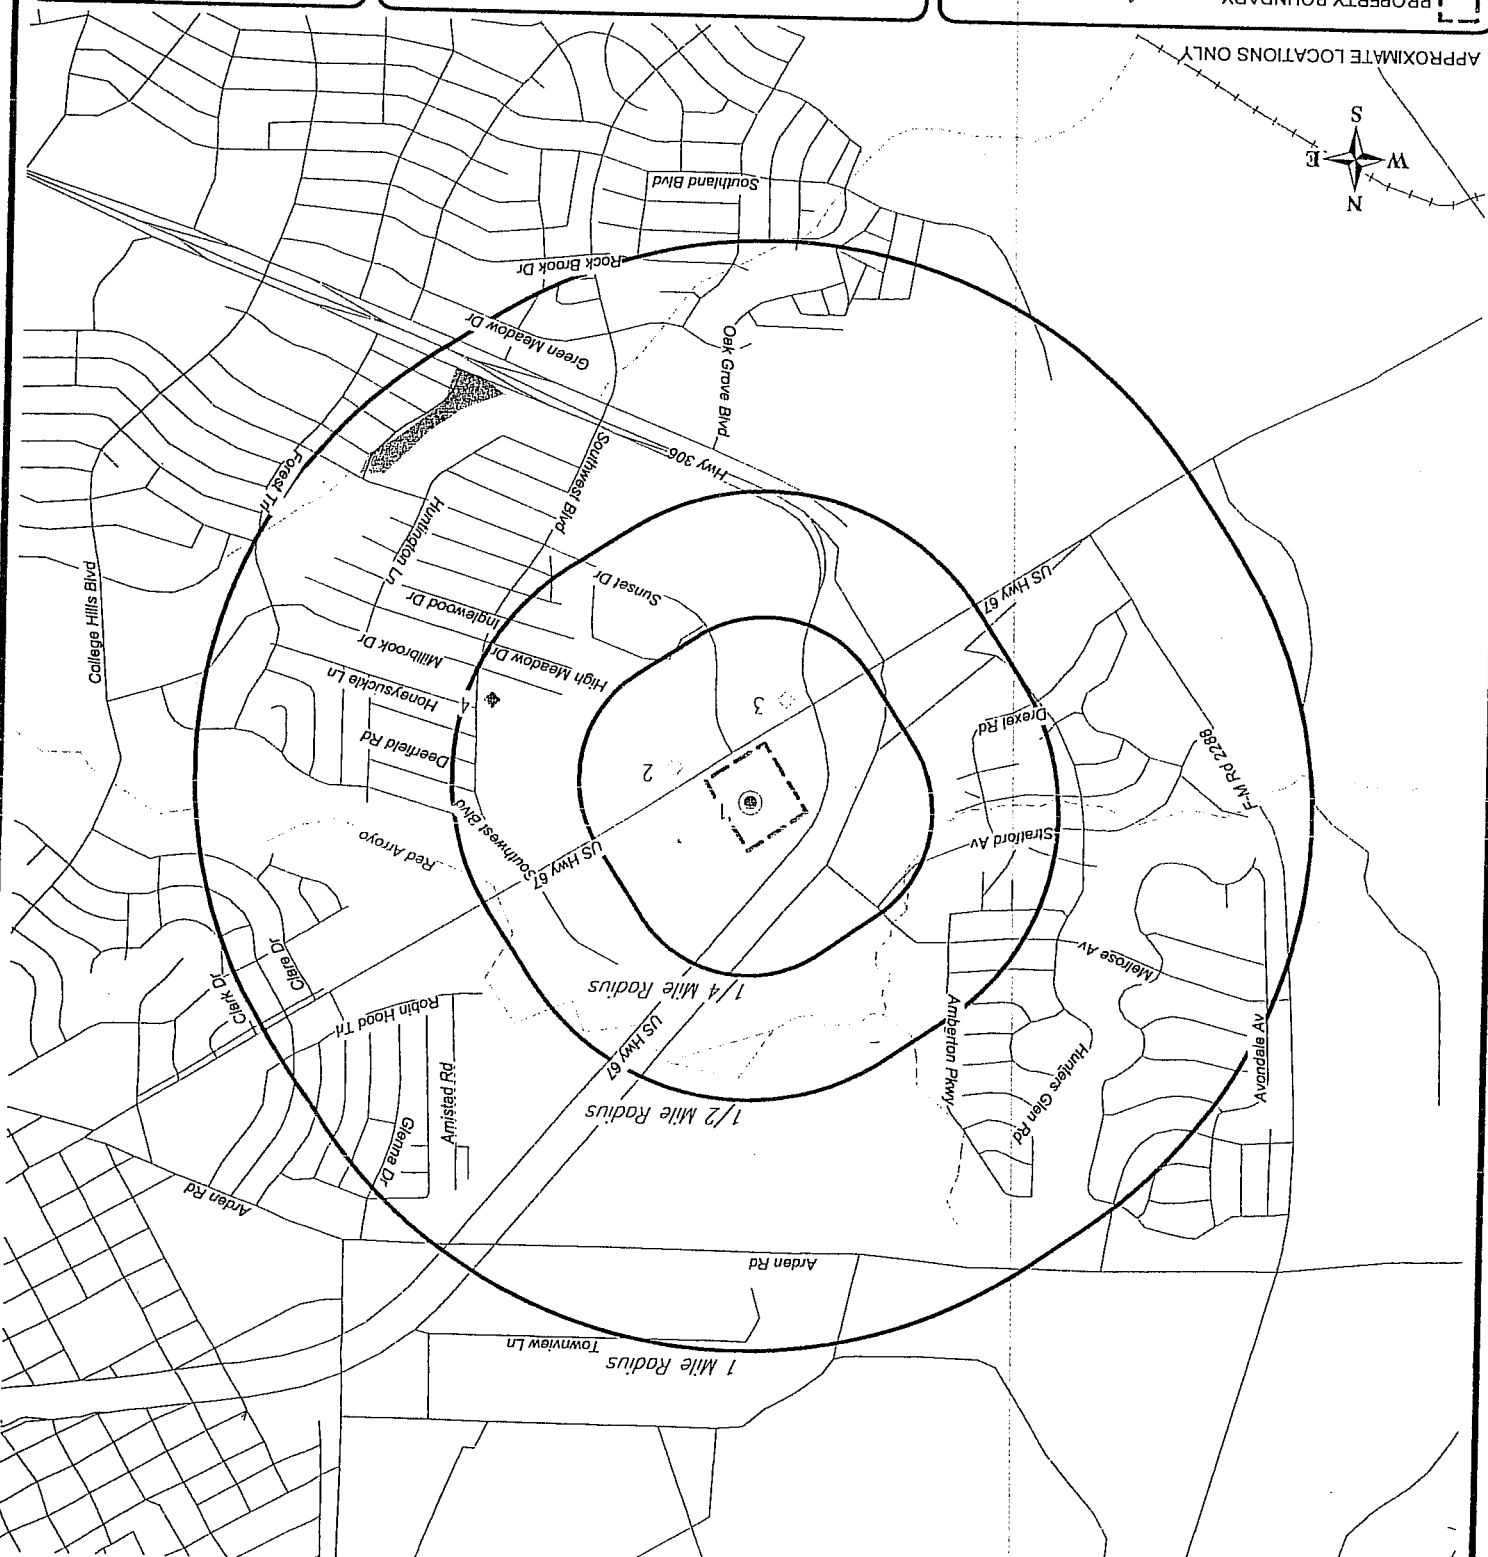 1 Mile Radius
Townview Ln
Arden Rd
Arden Rd
Avondale Av
Hunters Glen Rd
Amberton Pkwy
Melrose Av
1/2 Mile Radius
US Hwy 67
1/4 Mile Radius
Glenna Dr
Amistad Rd
Robin Hood Trl
Clark Dr
Clare Dr
Red Arroyo
Southwest Blvd
US Hwy 67
Stratford Av
F-M Rd 2288
Drexel Rd
1
2
3
4
Deerfield Rd
Honeysuckle Ln
Millbrook Dr
High Meadow Dr
Inglewood Dr
Huntington Ln
Sunset Dr
US Hwy 67
College Hills Blvd
Forest Trl
Southwest Blvd
Hwy 306
Oak Grove Blvd
Green Meadow Dr
Rock Brook Dr
Southland Blvd
N
W
E
S
APPROXIMATE LOCATIONS ONLY
PROPERTY BOUNDARY